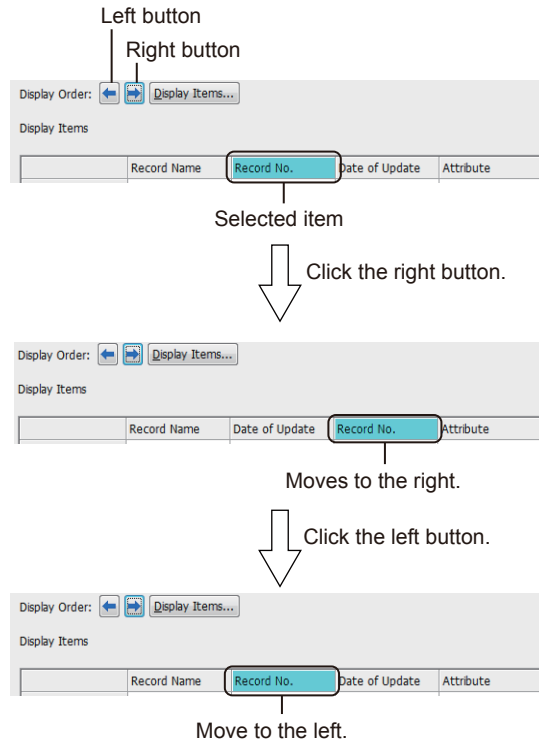 Left button
Right button
Display Order: Display Items...
Display Items
Record Name Record No. Date of Update Attribute
Selected item
Click the right button.
Display Order: Display Items...
Display Items
Record Name Date of Update Record No. Attribute
Moves to the right.
Click the left button.
Display Order: Display Items...
Display Items
Record Name Record No. Date of Update Attribute
Move to the left.